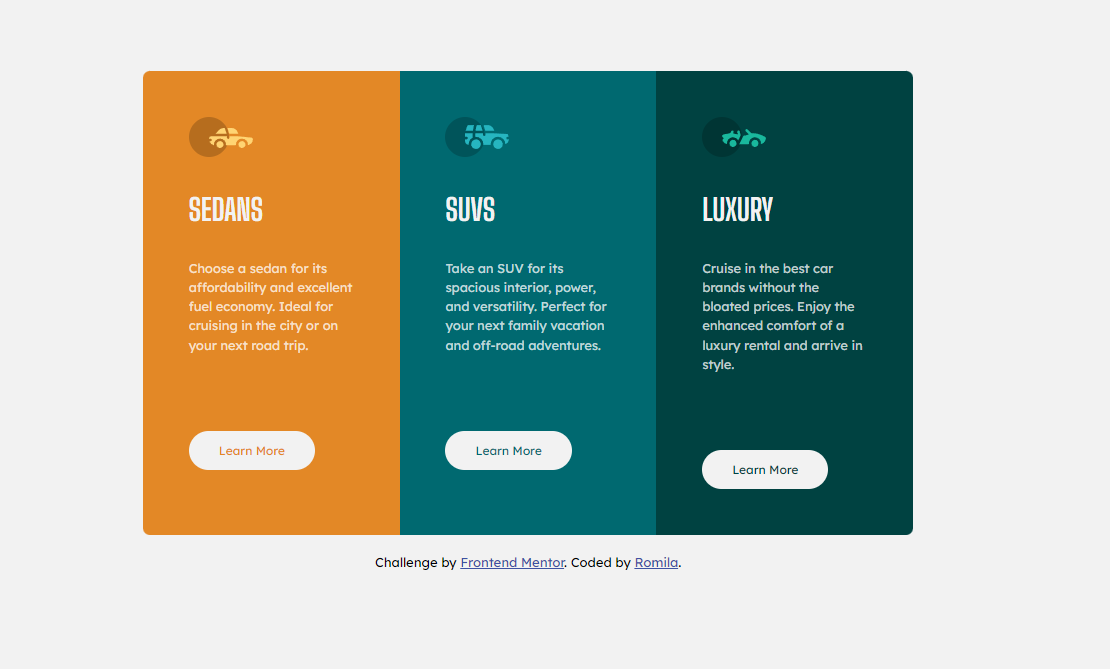 SEDANS
Choose a sedan for its
affordability and excellent
fuel economy. Ideal for
cruising in the city or on
your next road trip.
Learn More
SUVS
Take an SUV for its
spacious interior, power,
and versatility. Perfect for
your next family vacation
and off-road adventures.
Learn More
LUXURY
Cruise in the best car
brands without the
bloated prices. Enjoy the
enhanced comfort of a
luxury rental and arrive in
style.
Learn More
Challenge by Frontend Mentor. Coded by Romila.